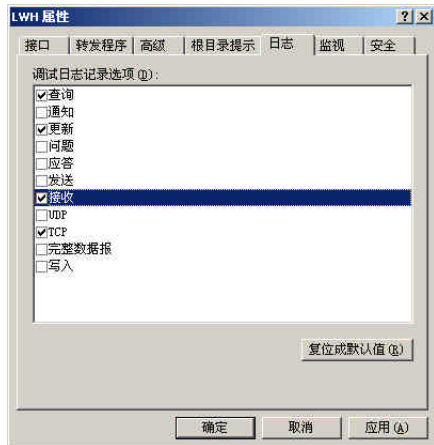 LWH 属性
接口 转发程序 高级 根目录提示 日志 监视 安全
调试日志记录选项(D):
查询
通知
更新
问题
应答
发送
接收
UDP
TCP
完整数据报
写入
复位成默认值(R)
确定 取消 应用(A)